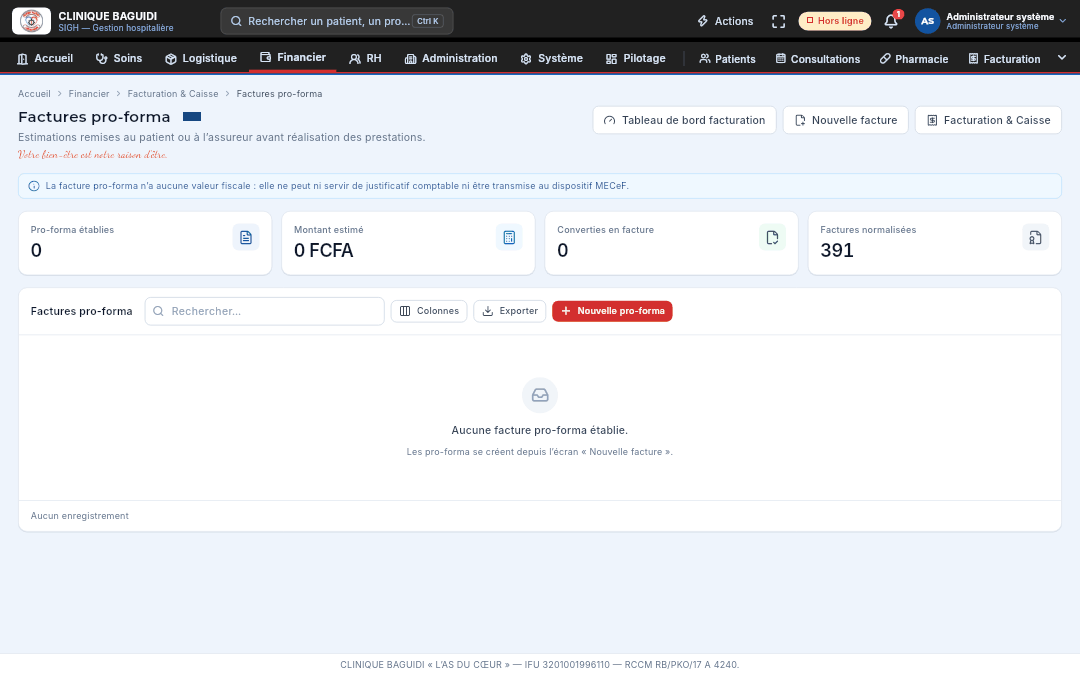 CLINIQUE BAGUIDI
SIGH — Gestion hospitalière
Rechercher un patient, un pro... Ctrl K
Actions
Hors ligne
1
AS
Administrateur système
Administrateur système
Accueil Soins Logistique Financier RH Administration Système Pilotage Patients Consultations Pharmacie Facturation
Accueil > Financier > Facturation & Caisse > Factures pro-forma
Factures pro-forma
Estimations remises au patient ou à l'assureur avant réalisation des prestations.
Votre bien-être est notre raison d'être.
Tableau de bord facturation Nouvelle facture Facturation & Caisse
La facture pro-forma n'a aucune valeur fiscale : elle ne peut ni servir de justificatif comptable ni être transmise au dispositif MECeF.
Pro-forma établies
0
Montant estimé
0 FCFA
Converties en facture
0
Factures normalisées
391
Factures pro-forma Rechercher... Colonnes Exporter + Nouvelle pro-forma
Aucune facture pro-forma établie.
Les pro-forma se créent depuis l'écran « Nouvelle facture ».
Aucun enregistrement
CLINIQUE BAGUIDI « L'AS DU CŒUR » — IFU 3201001996110 — RCCM RB/PKO/17 A 4240.